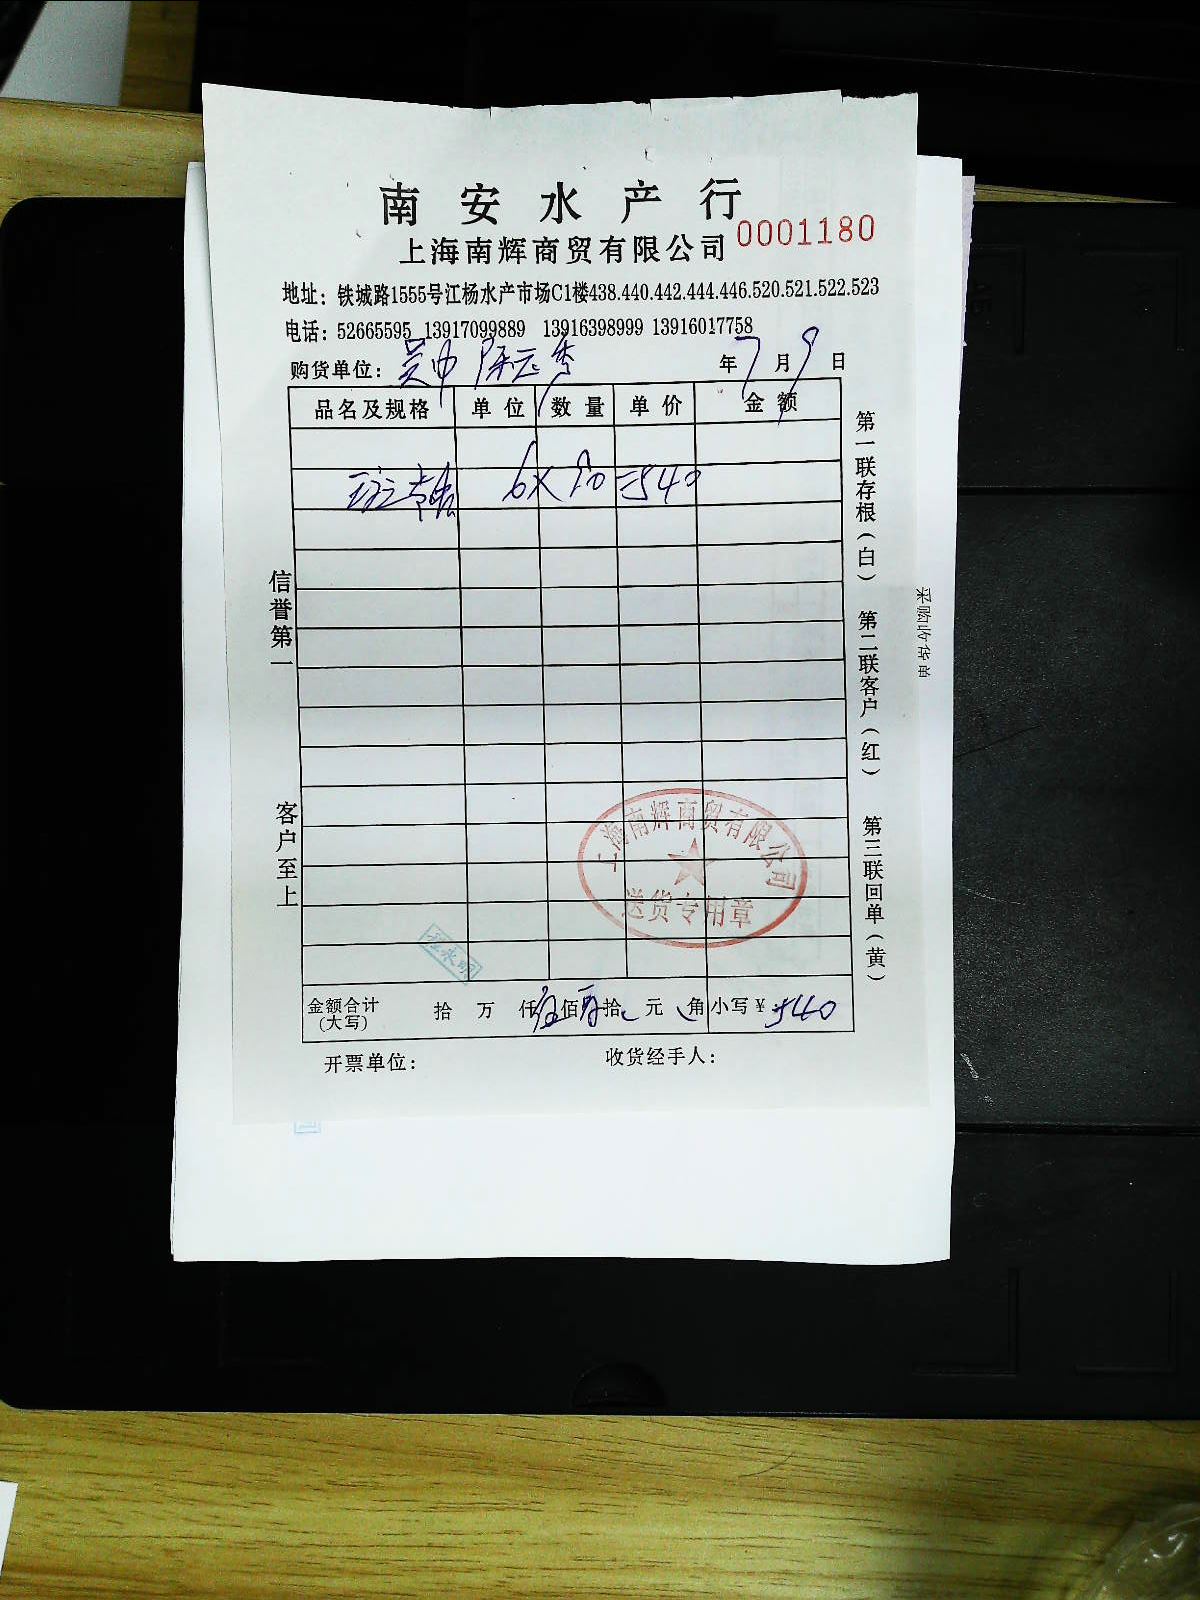 南安水产行
上海南辉商贸有限公司 0001180
地址：铁城路1555号江杨水产市场C1楼438.440.442.444.446.520.521.522.523
电话：52665595 13917099889 13916398999 13916017758
购货单位： 年7月9日
品名及规格 单位 数量 单价 金额
6×90=540
信誉第一
客户至上
第一联存根（白） 第二联客户（红） 第三联回单（黄）
采购收货单
上海南辉商贸有限公司
送货专用章
金额合计（大写） 拾 万 仟伍佰 拾 元 角 小写¥540
开票单位： 收货经手人：